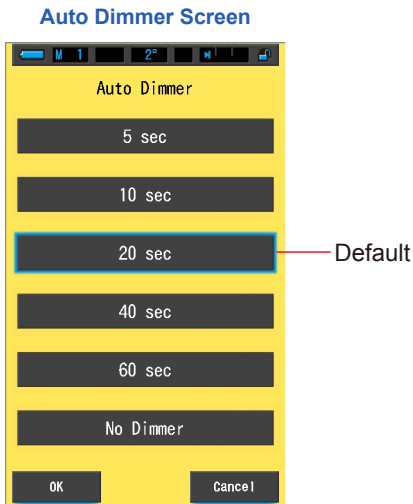 Auto Dimmer Screen
M 1 2°
Auto Dimmer
5 sec
10 sec
20 sec
Default
40 sec
60 sec
No Dimmer
OK Cancel